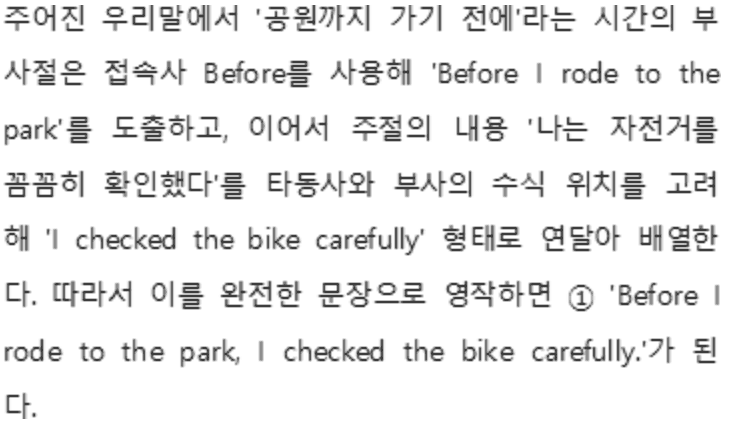 주어진 우리말에서 '공원까지 가기 전에'라는 시간의 부
사절은 접속사 Before를 사용해 'Before I rode to the
park'를 도출하고, 이어서 주절의 내용 '나는 자전거를
꼼꼼히 확인했다'를 타동사와 부사의 수식 위치를 고려
해 'I checked the bike carefully' 형태로 연달아 배열한
다. 따라서 이를 완전한 문장으로 영작하면 ① 'Before I
rode to the park, I checked the bike carefully.'가 된
다.